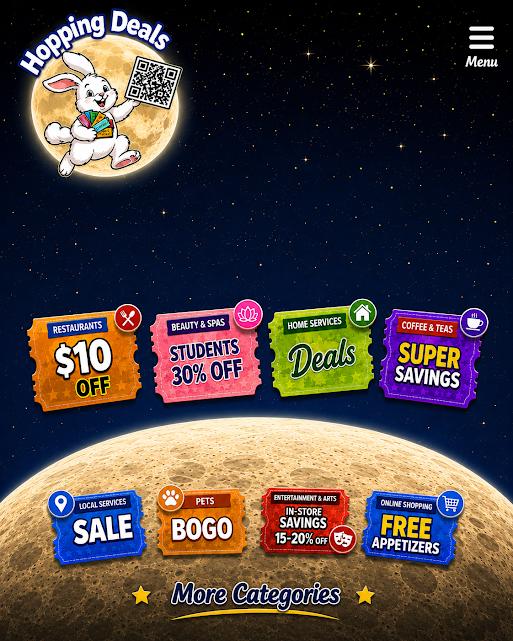 Hopping Deals
Menu
RESTAURANTS
$10
OFF
BEAUTY & SPAS
STUDENTS
30% OFF
HOME SERVICES
Deals
COFFEE & TEAS
SUPER
SAVINGS
LOCAL SERVICES
SALE
PETS
BOGO
ENTERTAINMENT & ARTS
IN-STORE
SAVINGS
15-20% OFF
ONLINE SHOPPING
FREE
APPETIZERS
More Categories